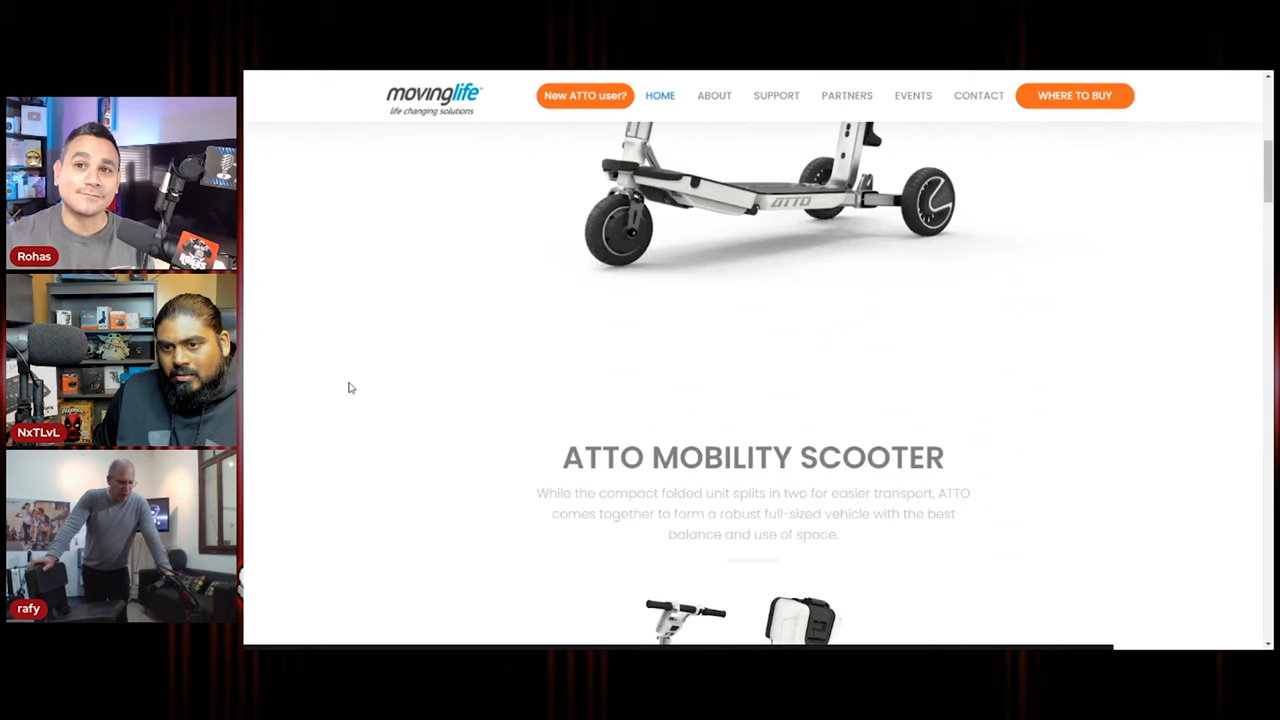 movinglife
life changing solutions
New ATTO user?
HOME
ABOUT
SUPPORT
PARTNERS
EVENTS
CONTACT
WHERE TO BUY
ATTO
ATTO MOBILITY SCOOTER
While the compact folded unit splits in two for easier transport, ATTO
comes together to form a robust full-sized vehicle with the best
balance and use of space.
Rohas
ROHAS
NxTLvL
rafy